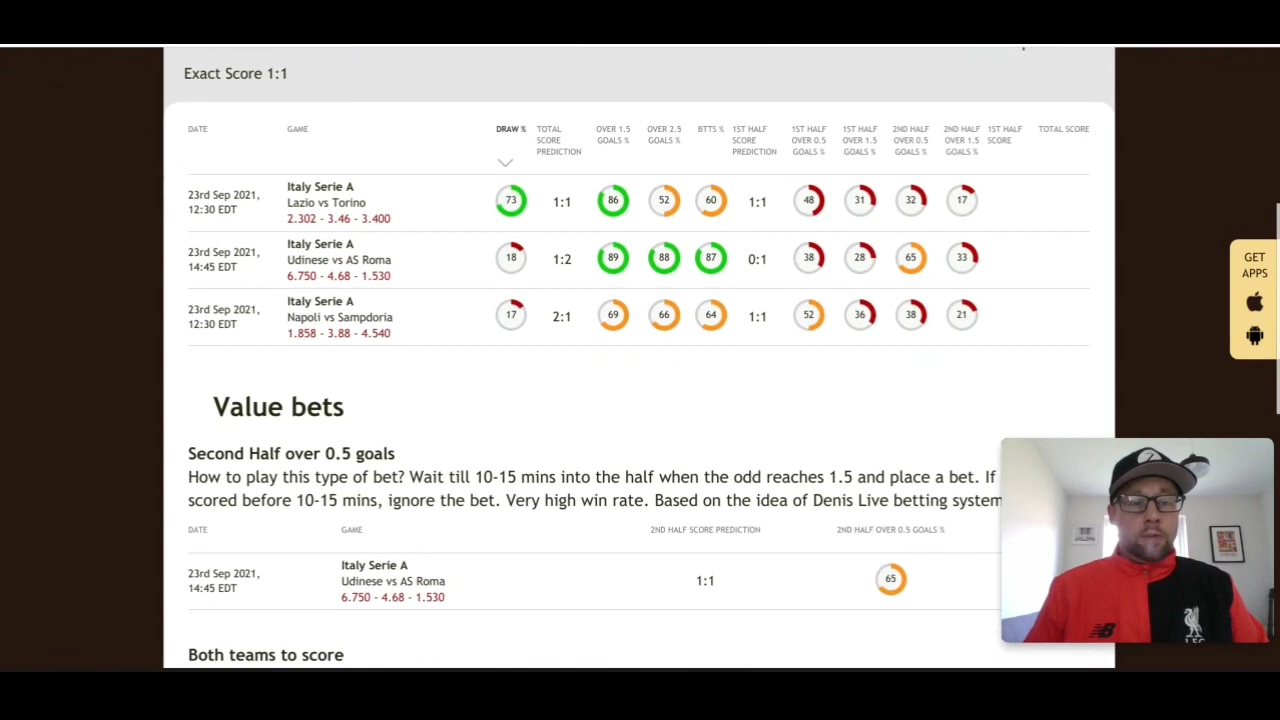 Exact Score 1:1
DATE GAME DRAW % TOTAL SCORE PREDICTION OVER 1.5 GOALS % OVER 2.5 GOALS % BTTS % 1ST HALF SCORE PREDICTION 1ST HALF OVER 0.5 GOALS % 1ST HALF OVER 1.5 GOALS % 2ND HALF OVER 0.5 GOALS % 2ND HALF OVER 1.5 GOALS % 1ST HALF SCORE TOTAL SCORE
23rd Sep 2021, 12:30 EDT
Italy Serie A
Lazio vs Torino
2.302 - 3.46 - 3.400
73 1:1 86 52 60 1:1 48 31 32 17
23rd Sep 2021, 14:45 EDT
Italy Serie A
Udinese vs AS Roma
6.750 - 4.68 - 1.530
18 1:2 89 88 87 0:1 38 28 65 33
23rd Sep 2021, 12:30 EDT
Italy Serie A
Napoli vs Sampdoria
1.858 - 3.88 - 4.540
17 2:1 69 66 64 1:1 52 36 38 21
GET
APPS
Value bets
Second Half over 0.5 goals
How to play this type of bet? Wait till 10-15 mins into the half when the odd reaches 1.5 and place a bet. If
scored before 10-15 mins, ignore the bet. Very high win rate. Based on the idea of Denis Live betting system
DATE GAME 2ND HALF SCORE PREDICTION 2ND HALF OVER 0.5 GOALS %
23rd Sep 2021, 14:45 EDT
Italy Serie A
Udinese vs AS Roma
6.750 - 4.68 - 1.530
1:1 65
Both teams to score